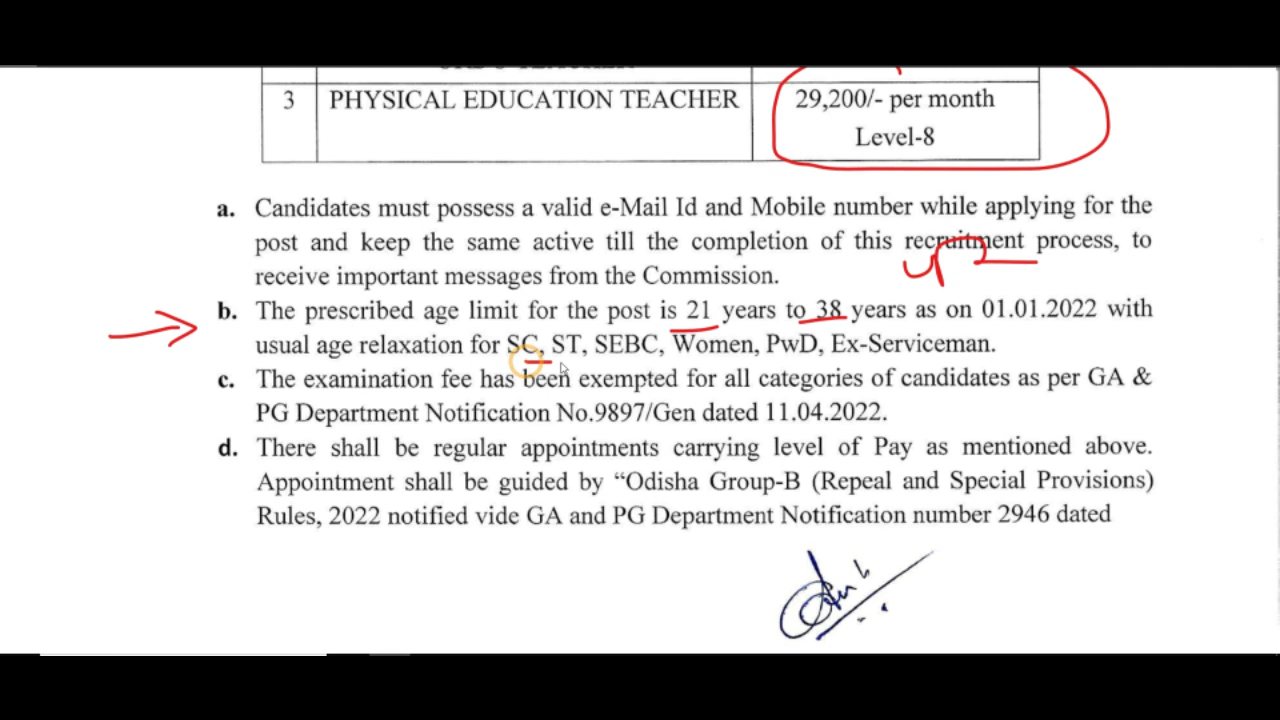 3 PHYSICAL EDUCATION TEACHER 29,200/- per month
Level-8
a. Candidates must possess a valid e-Mail Id and Mobile number while applying for the
post and keep the same active till the completion of this recruitment process, to
receive important messages from the Commission.
b. The prescribed age limit for the post is 21 years to 38 years as on 01.01.2022 with
usual age relaxation for SC, ST, SEBC, Women, PwD, Ex-Serviceman.
c. The examination fee has been exempted for all categories of candidates as per GA &
PG Department Notification No.9897/Gen dated 11.04.2022.
d. There shall be regular appointments carrying level of Pay as mentioned above.
Appointment shall be guided by “Odisha Group-B (Repeal and Special Provisions)
Rules, 2022 notified vide GA and PG Department Notification number 2946 dated